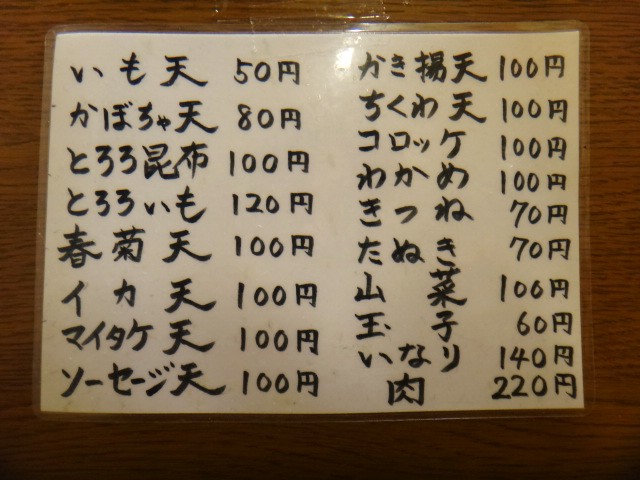 いも天 50円
かぼちゃ天 80円
とろろ昆布 100円
とろろいも 120円
春菊天 100円
イカ天 100円
マイタケ天 100円
ソーセージ天 100円
かき揚天 100円
ちくわ天 100円
コロッケ 100円
わかめ 100円
きつね 70円
たぬき 70円
山菜 100円
玉子 60円
いなり 140円
肉 220円